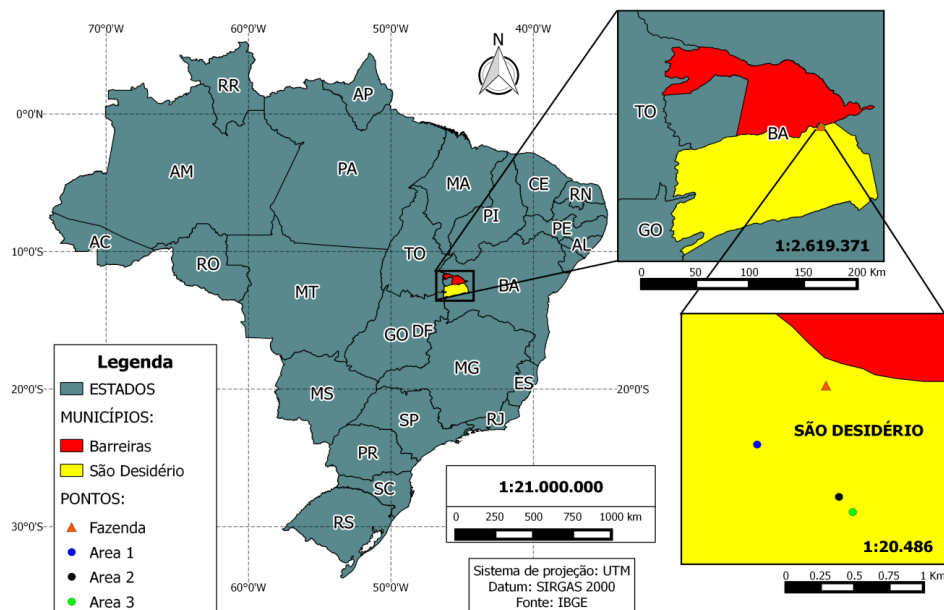 70°0'W 60°0'W 50°0'W 40°0'W
N
0°0'N
10°0'S
20°0'S
20°0'S
30°0'S
60°0'W 50°0'W
RR
AP
AM
PA
MA
CE
RN
PI
PE
AL
AC
RO
TO
BA
MT
GO
DF
MG
ES
MS
SP
RJ
PR
SC
RS
TO
BA
GO
1:2.619.371
0 50 100 150 200 Km
SÃO DESIDÉRIO
1:20.486
0 0.25 0.5 0.75 1 Km
Legenda
ESTADOS
MUNICÍPIOS:
Barreiras
São Desidério
PONTOS:
Fazenda
Area 1
Area 2
Area 3
1:21.000.000
0 250 500 750 1000 km
Sistema de projeção: UTM
Datum: SIRGAS 2000
Fonte: IBGE